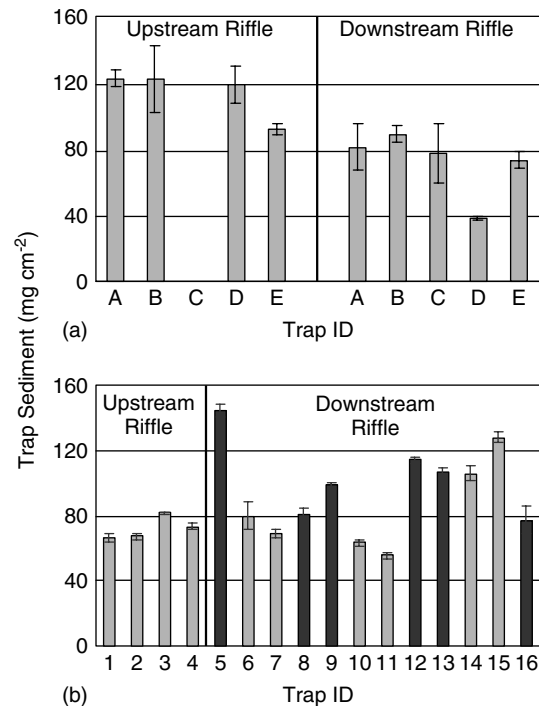 160
Upstream Riffle Downstream Riffle
120
80
40
0
A B C D E A B C D E
(a) Trap ID
Trap Sediment (mg cm-2)
160
Upstream Riffle
Downstream Riffle
120
80
40
0
1 2 3 4 5 6 7 8 9 10 11 12 13 14 15 16
(b) Trap ID